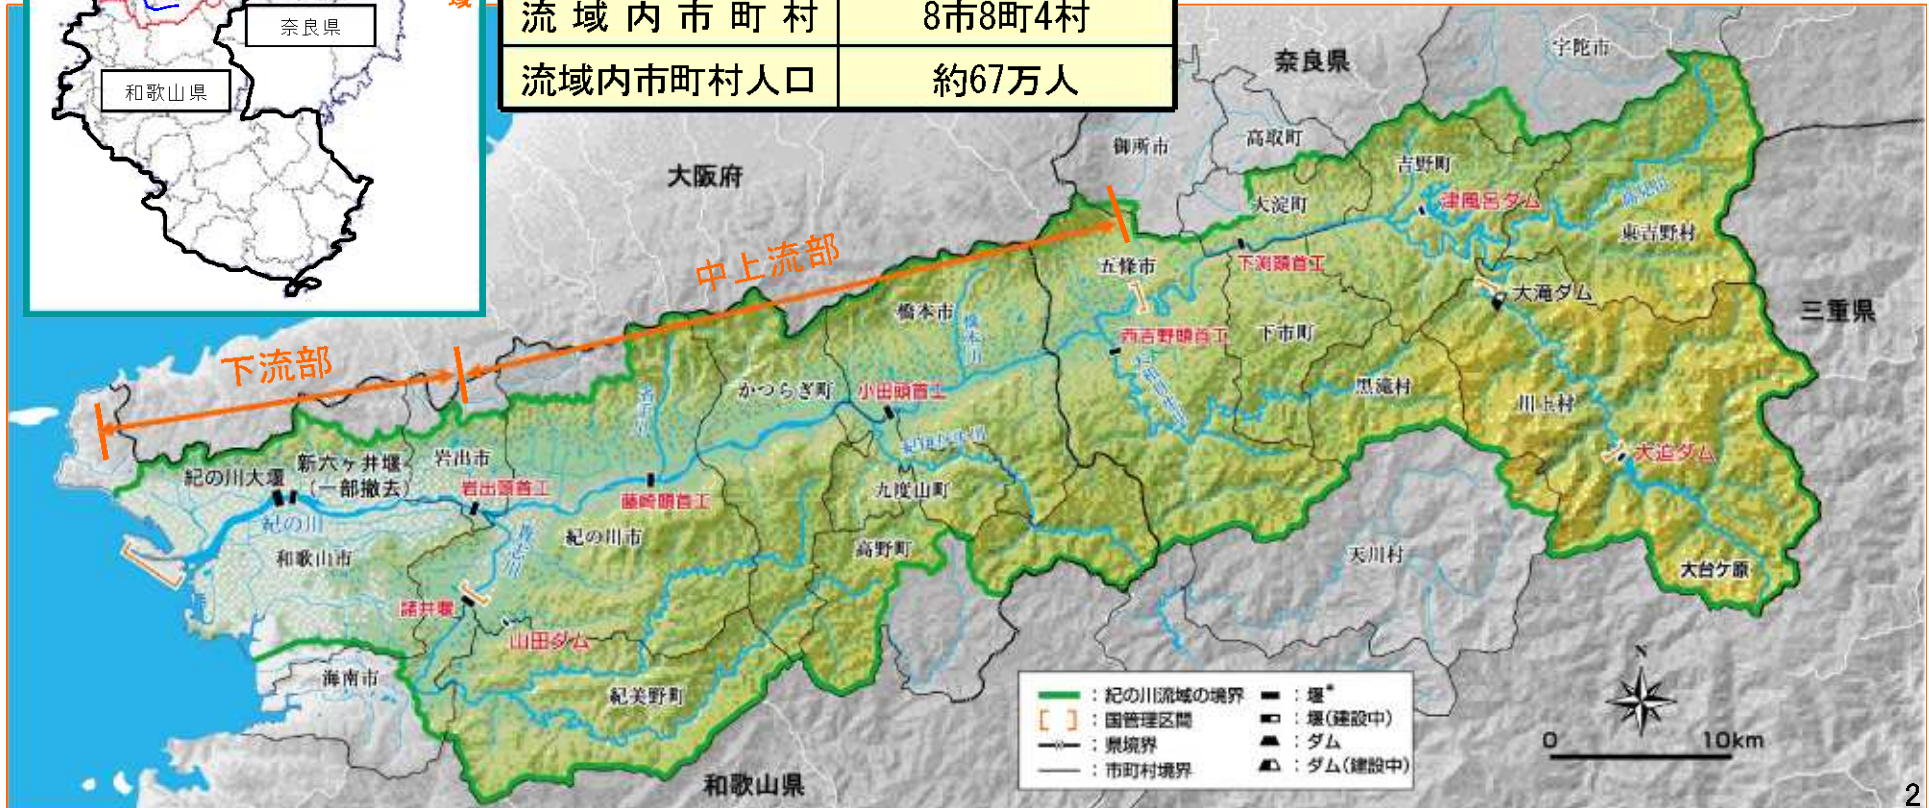 域
奈良県
和歌山県
流域内市町村 8市8町4村
流域内市町村人口 約67万人
奈良県
宇陀市
大阪府
御所市
高取町
吉野町
大淀町
津風呂ダム
高見川
東吉野村
中上流部
五條市
下渕頭首工
大滝ダム
三重県
橋本市
橋本川
西吉野頭首工
下市町
下流部
かつらぎ町
小田頭首工
黒滝村
川上村
紀の川大堰
新六ヶ井堰
(一部撤去)
岩出市
岩出頭首工
藤崎頭首工
九度山町
大迫ダム
紀の川
和歌山市
貴志川
紀の川市
高野町
天川村
大台ケ原
諸井堰
山田ダム
海南市
紀美野町
和歌山県
:紀の川流域の境界
:国管理区間
:県境界
:市町村境界
:堰*
:堰(建設中)
:ダム
:ダム(建設中)
N
0 10km
2